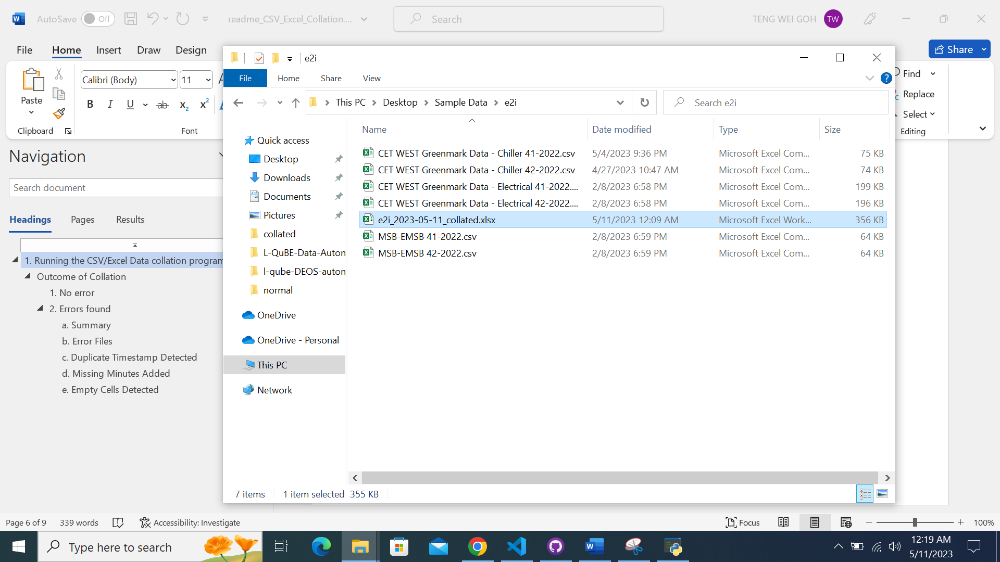 AutoSave Off readme_CSV_Excel_Collation.... Search TENG WEI GOH TW
File Home Insert Draw Design Share
Paste
Clipboard
Calibri (Body) 11 A
B I U ab x2 x2
Font
Find
Replace
Select
Editing
Navigation
Search document
Headings Pages Results
1. Running the CSV/Excel Data collation program
Outcome of Collation
1. No error
2. Errors found
a. Summary
b. Error Files
c. Duplicate Timestamp Detected
d. Missing Minutes Added
e. Empty Cells Detected
e2i
File Home Share View ?
This PC > Desktop > Sample Data > e2i Search e2i
Quick access
Desktop
Downloads
Documents
Pictures
collated
L-QuBE-Data-Auton
l-qube-DEOS-auton
normal
OneDrive
OneDrive - Personal
This PC
Network
Name Date modified Type Size
CET WEST Greenmark Data - Chiller 41-2022.csv 5/4/2023 9:36 PM Microsoft Excel Com... 75 KB
CET WEST Greenmark Data - Chiller 42-2022.csv 4/27/2023 10:47 AM Microsoft Excel Com... 74 KB
CET WEST Greenmark Data - Electrical 41-2022.... 2/8/2023 6:58 PM Microsoft Excel Com... 199 KB
CET WEST Greenmark Data - Electrical 42-2022.... 2/8/2023 6:58 PM Microsoft Excel Com... 196 KB
e2i_2023-05-11_collated.xlsx 5/11/2023 12:09 AM Microsoft Excel Work... 356 KB
MSB-EMSB 41-2022.csv 2/8/2023 6:59 PM Microsoft Excel Com... 64 KB
MSB-EMSB 42-2022.csv 2/8/2023 6:59 PM Microsoft Excel Com... 64 KB
7 items 1 item selected 355 KB
Page 6 of 9 339 words Accessibility: Investigate Focus 100%
Type here to search
12:19 AM
5/11/2023